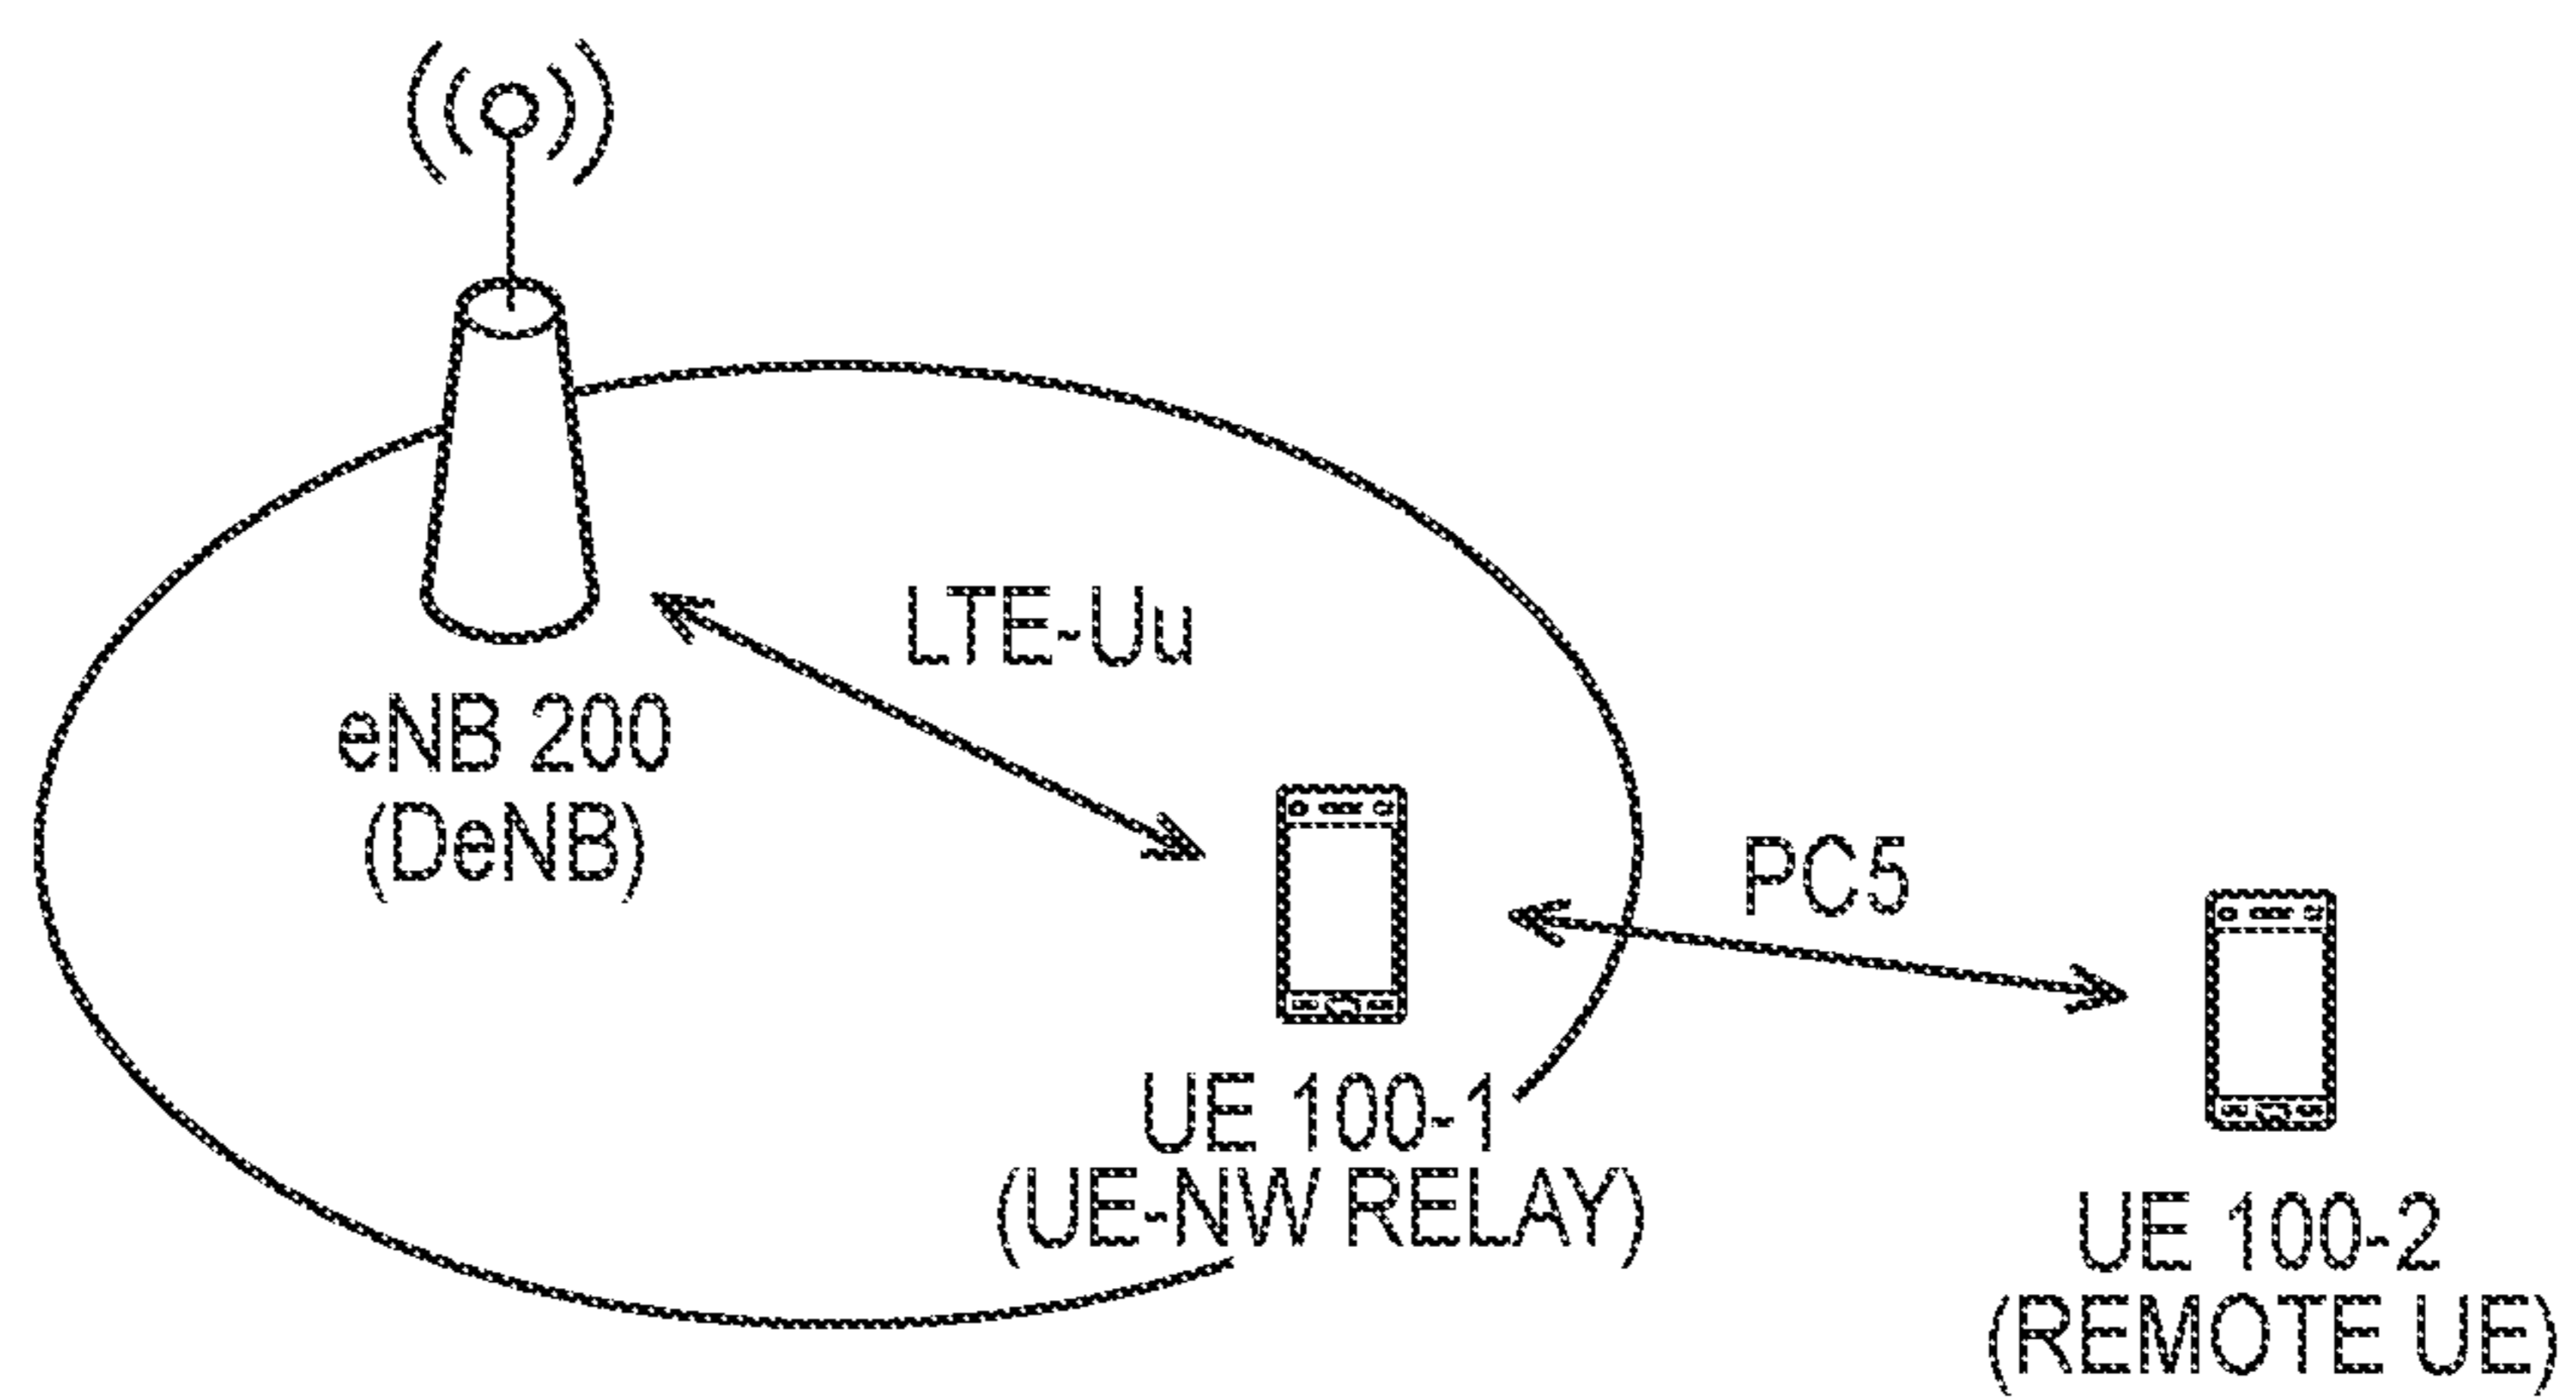 LTE-Uu
eNB 200
(DeNB)
PC5
UE 100-1
(UE-NW RELAY)
UE 100-2
(REMOTE UE)